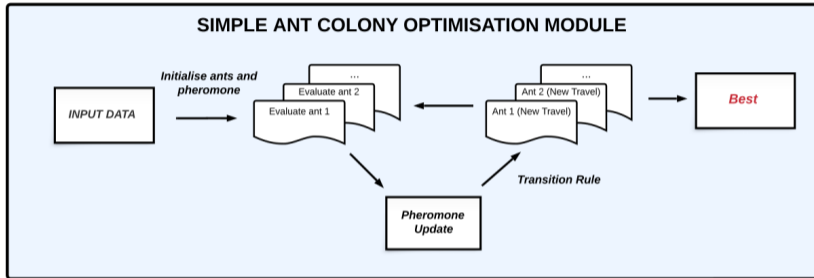 SIMPLE ANT COLONY OPTIMISATION MODULE
Initialise ants and
pheromone
INPUT DATA
...
Evaluate ant 2
Evaluate ant 1
...
Ant 2 (New Travel)
Ant 1 (New Travel)
Best
Transition Rule
Pheromone
Update